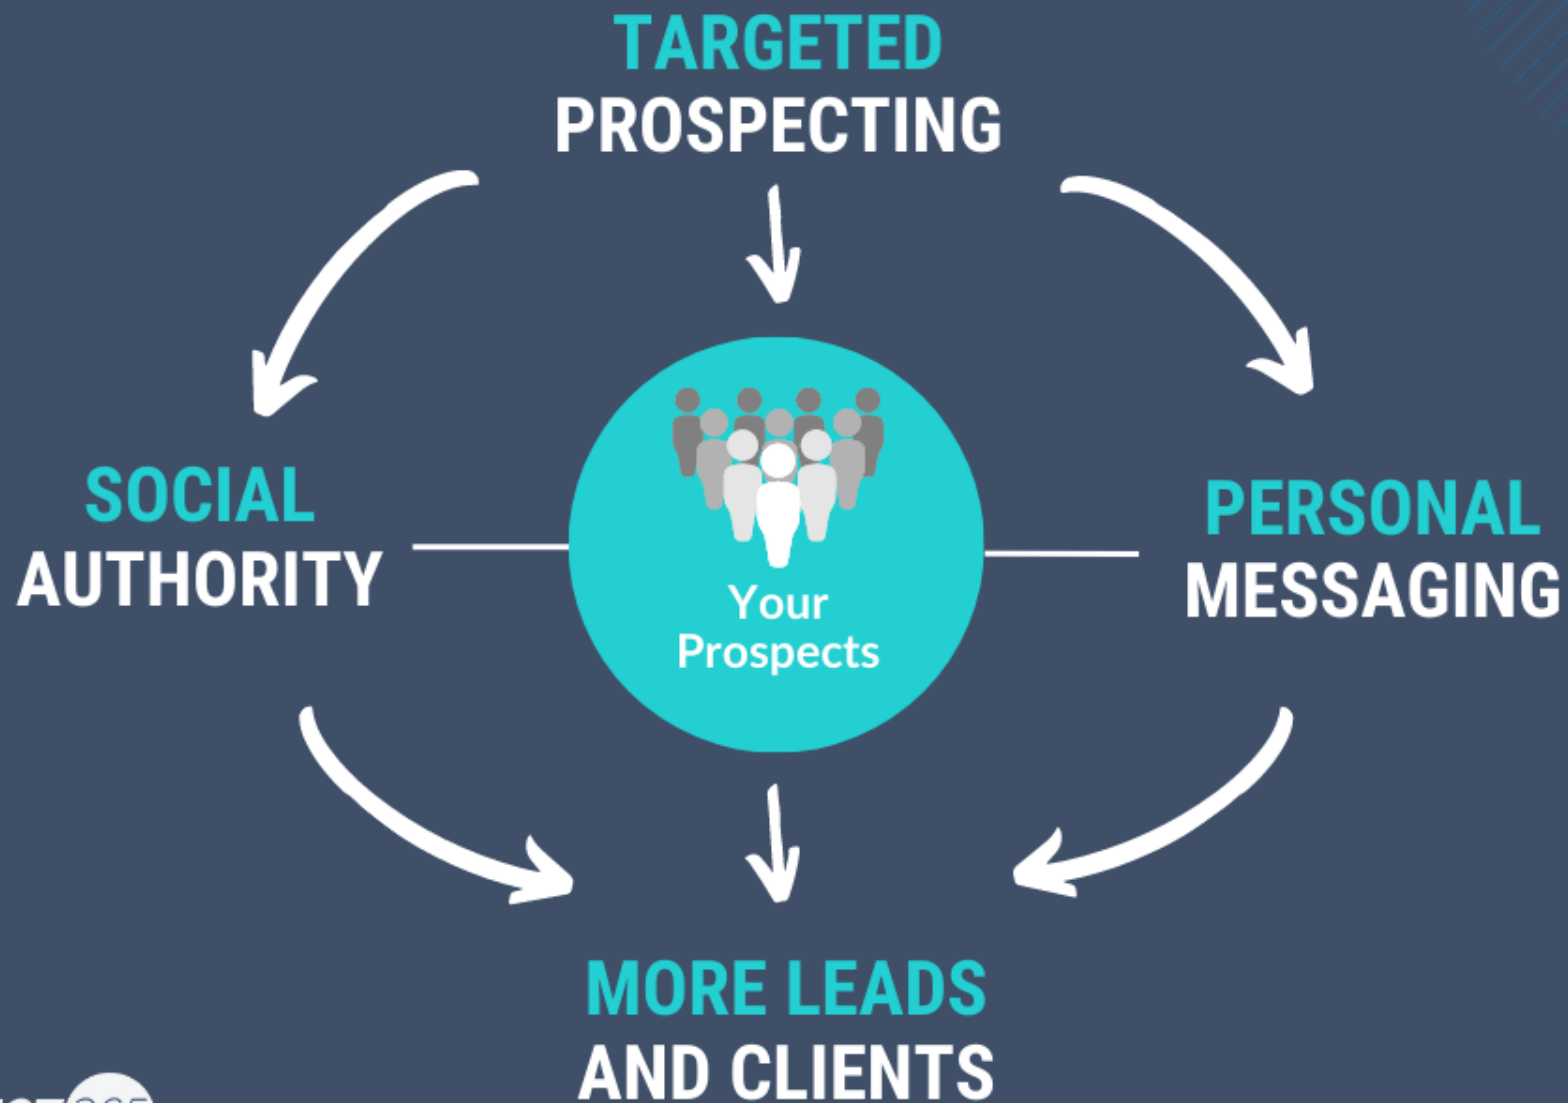 TARGETED
PROSPECTING
SOCIAL
AUTHORITY
Your
Prospects
PERSONAL
MESSAGING
MORE LEADS
AND CLIENTS